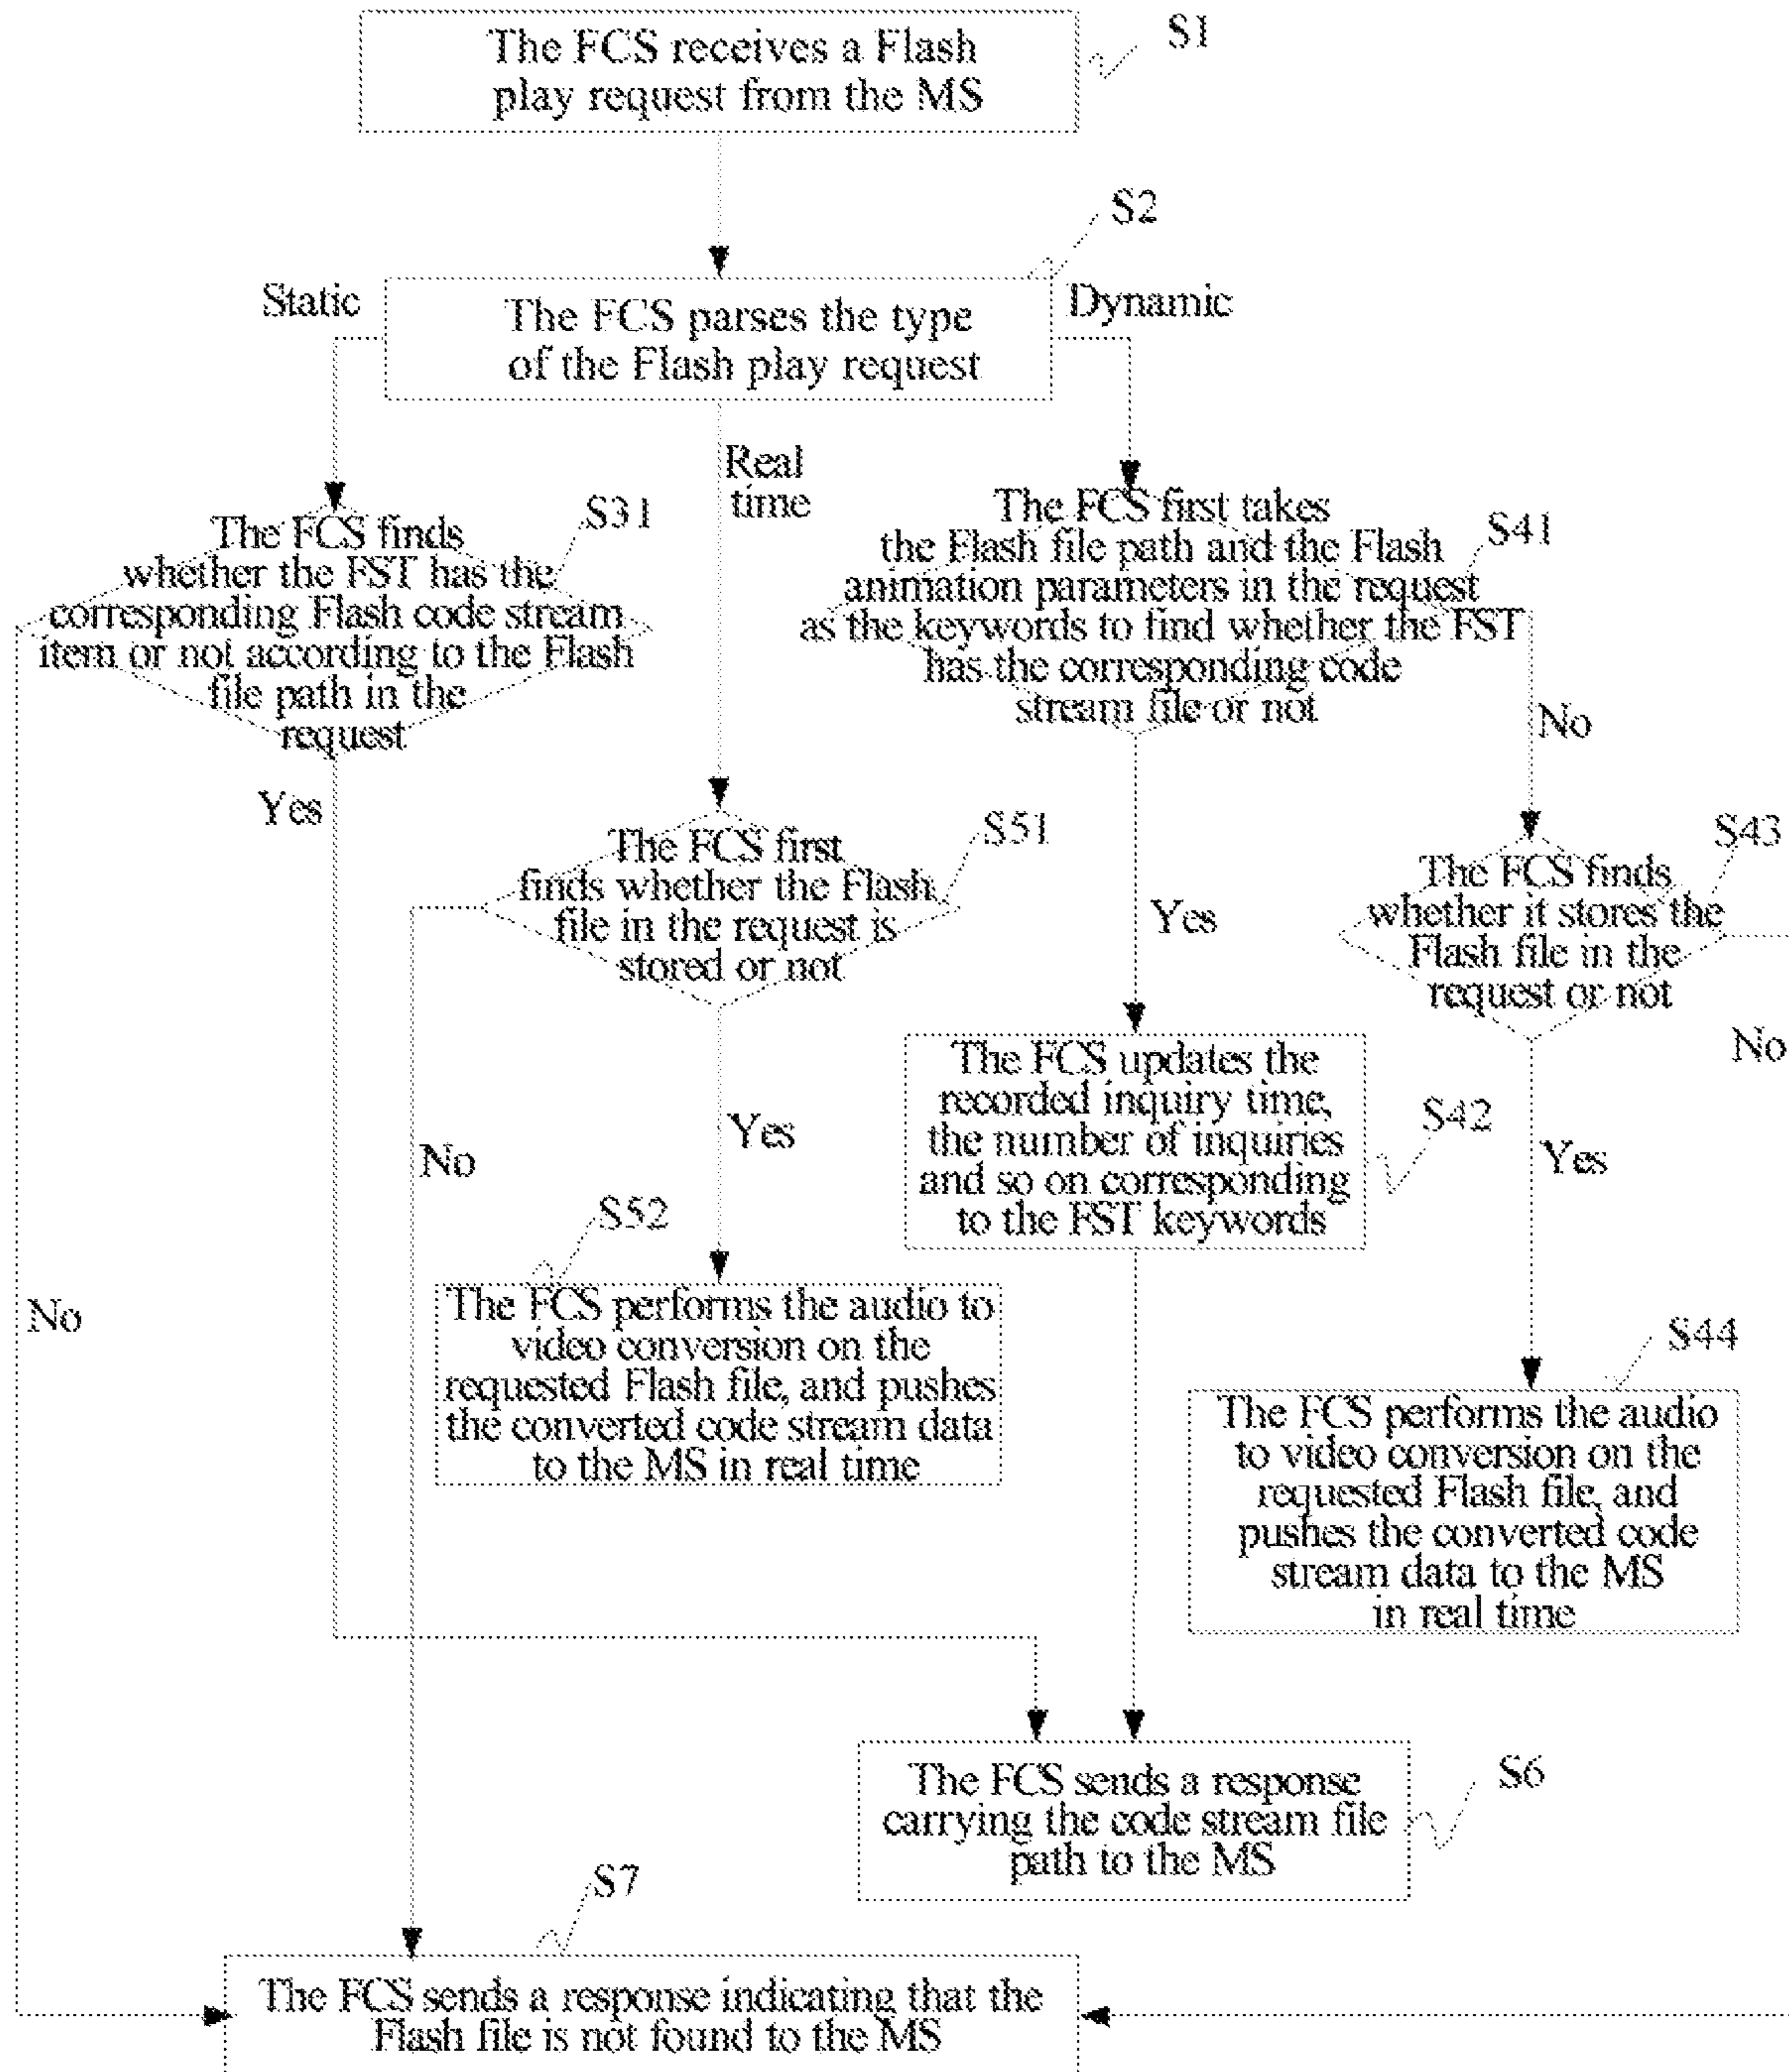 The FCS receives a Flash
play request from the MS
S1
S2
Static
The FCS parses the type
of the Flash play request
Dynamic
Real
time
S31
The FCS finds
whether the FST has the
corresponding Flash code stream
item or not according to the Flash
file path in the
request
The FCS first takes
the Flash file path and the Flash
animation parameters in the request
as the keywords to find whether the FST
has the corresponding code
stream file or not
S41
No
Yes
S51
The FCS first
finds whether the Flash
file in the request is
stored or not
Yes
S43
The FCS finds
whether it stores the
Flash file in the
request or not
No
The FCS updates the
recorded inquiry time,
the number of inquiries
and so on corresponding
to the FST keywords
S42
Yes
No
Yes
S52
The FCS performs the audio to
video conversion on the
requested Flash file, and pushes
the converted code stream data
to the MS in real time
No
S44
The FCS performs the audio
to video conversion on the
requested Flash file, and
pushes the converted code
stream data to the MS
in real time
The FCS sends a response
carrying the code stream file
path to the MS
S6
S7
The FCS sends a response indicating that the
Flash file is not found to the MS